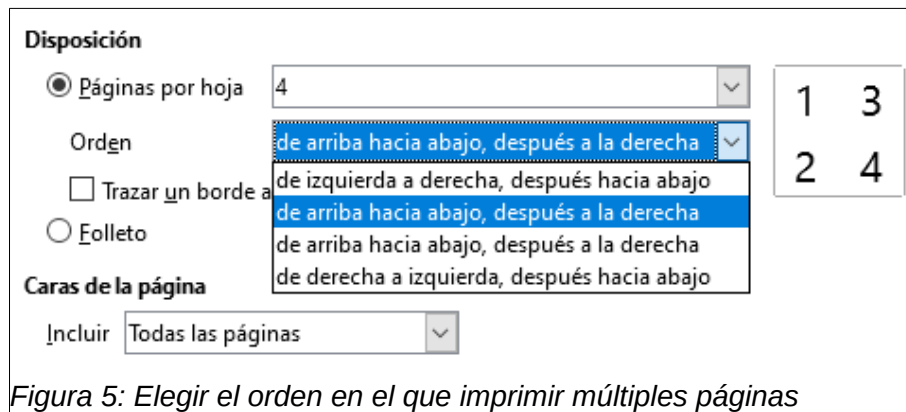 Disposición
Páginas por hoja 4
1 3
Orden de arriba hacia abajo, después a la derecha
2 4
de izquierda a derecha, después hacia abajo
Trazar un borde a
de arriba hacia abajo, después a la derecha
Folleto
de arriba hacia abajo, después a la derecha
de derecha a izquierda, después hacia abajo
Caras de la página
Incluir Todas las páginas
Figura 5: Elegir el orden en el que imprimir múltiples páginas